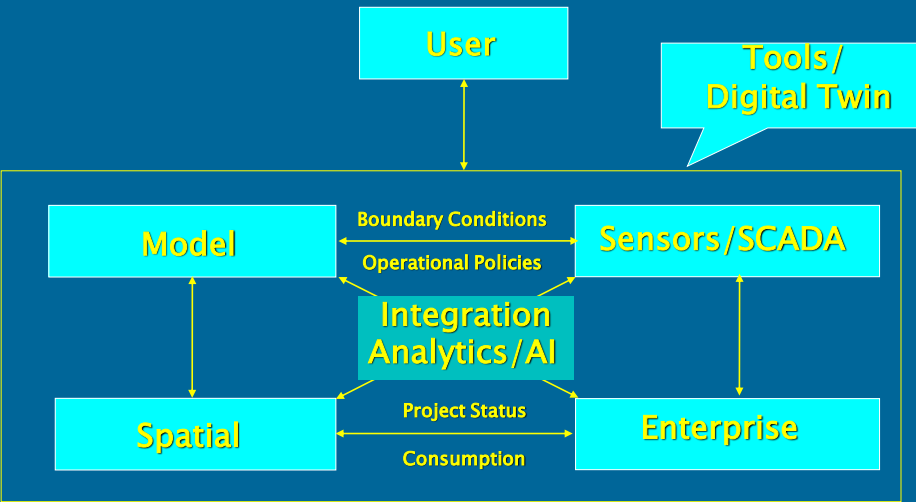 User
Tools/
Digital Twin
Boundary Conditions
Model
Sensors/SCADA
Operational Policies
Integration
Analytics/AI
Project Status
Spatial
Enterprise
Consumption